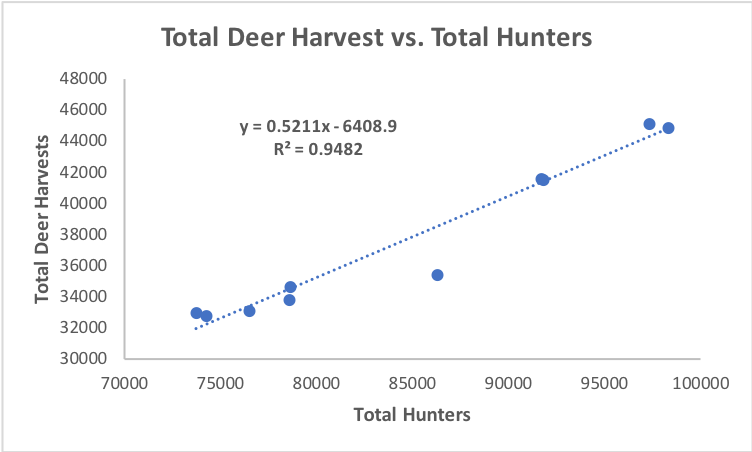 Total Deer Harvest vs. Total Hunters
48000
46000
44000
42000
40000
38000
36000
34000
32000
30000
Total Deer Harvests
y = 0.5211x - 6408.9
R² = 0.9482
70000 75000 80000 85000 90000 95000 100000
Total Hunters